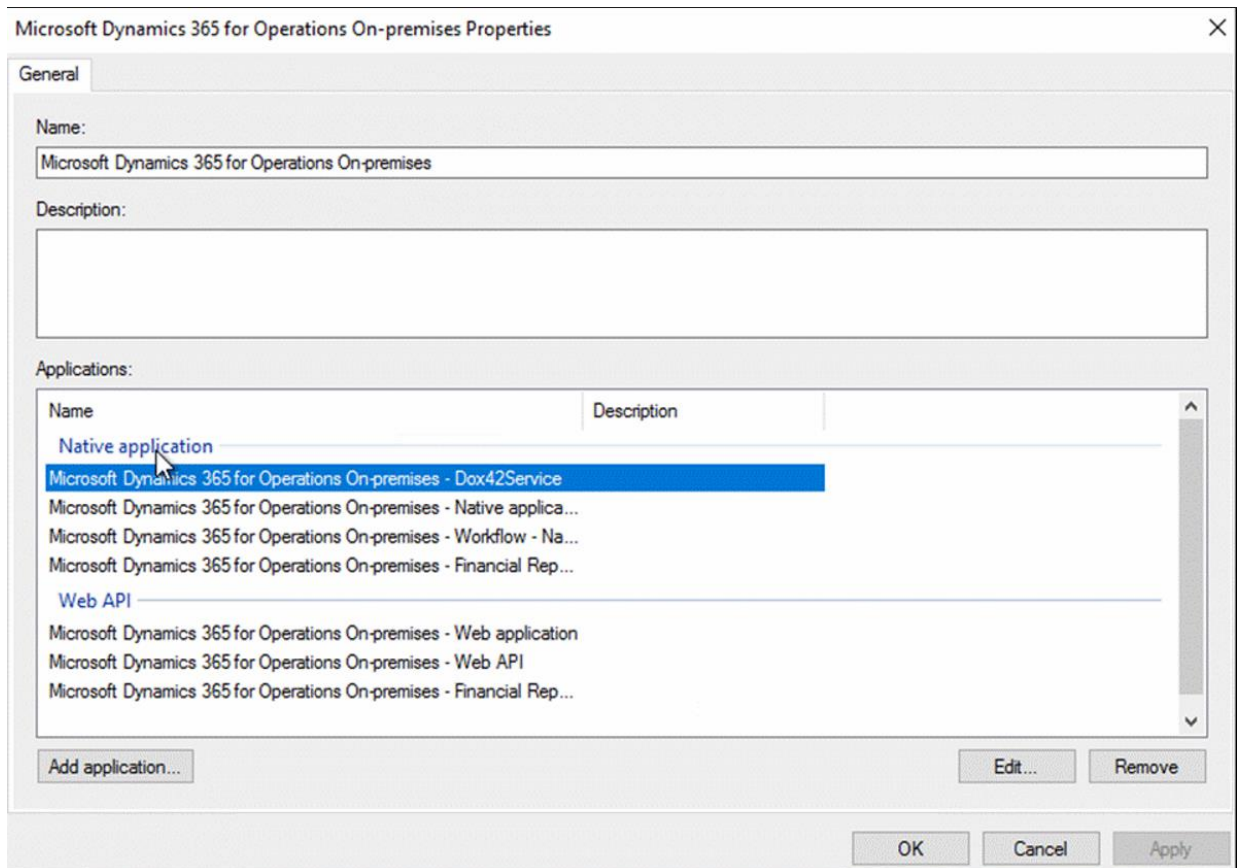 Microsoft Dynamics 365 for Operations On-premises Properties
General
Name:
Microsoft Dynamics 365 for Operations On-premises
Description:
Applications:
Name Description
Native application
Microsoft Dynamics 365 for Operations On-premises - Dox42Service
Microsoft Dynamics 365 for Operations On-premises - Native applica...
Microsoft Dynamics 365 for Operations On-premises - Workflow - Na...
Microsoft Dynamics 365 for Operations On-premises - Financial Rep...
Web API
Microsoft Dynamics 365 for Operations On-premises - Web application
Microsoft Dynamics 365 for Operations On-premises - Web API
Microsoft Dynamics 365 for Operations On-premises - Financial Rep...
Add application... Edit... Remove
OK Cancel Apply